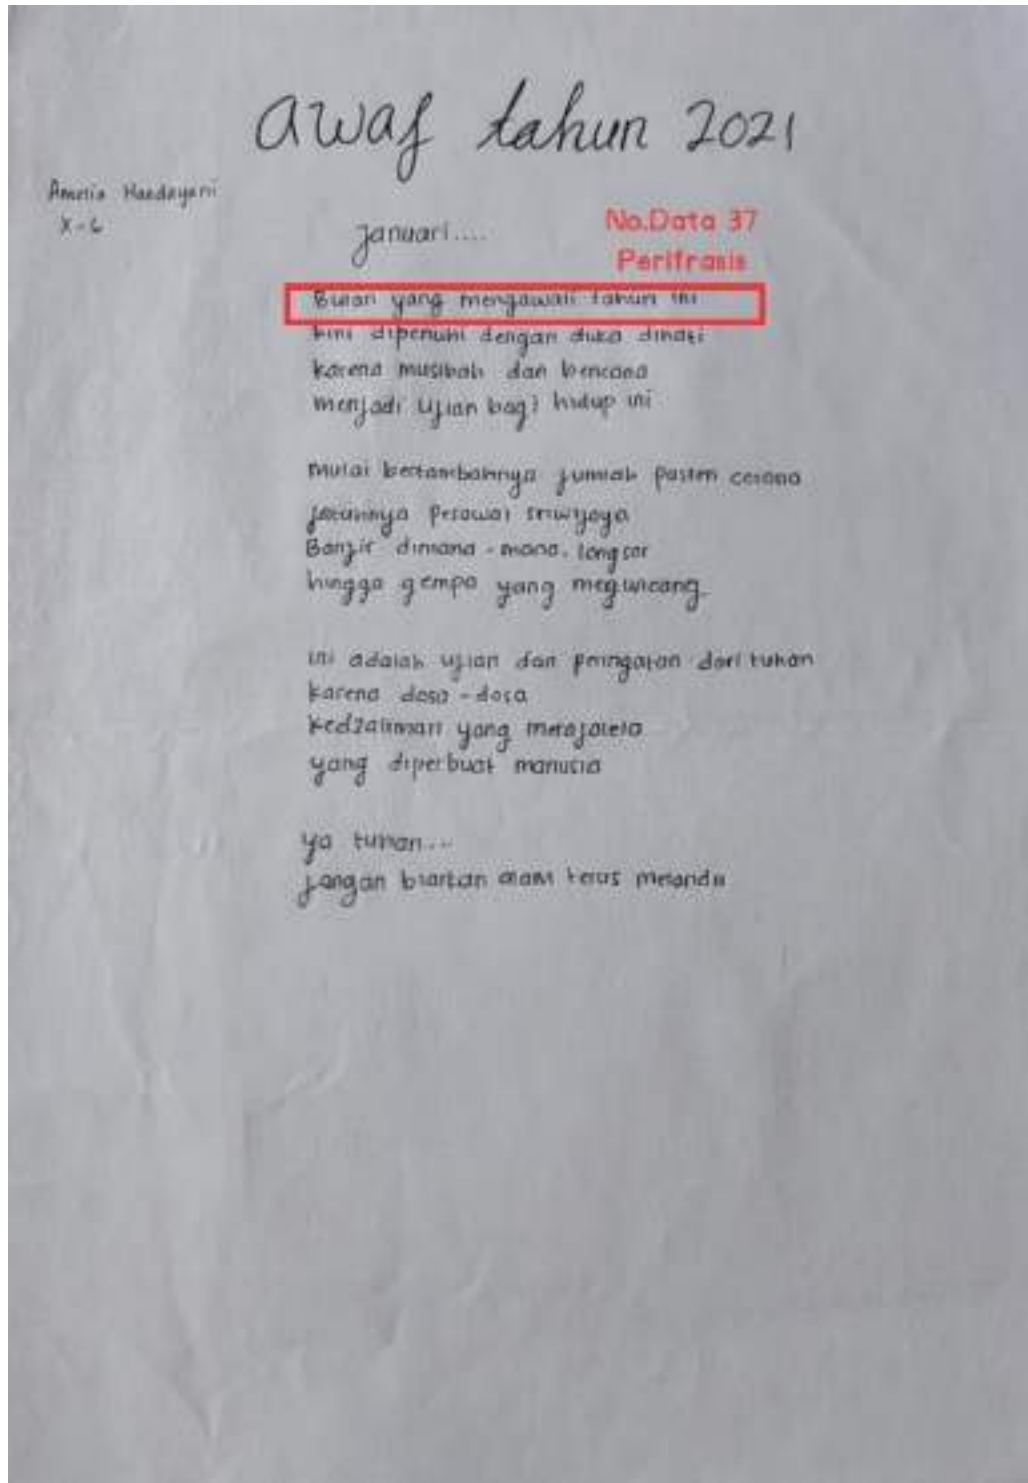 awal tahun 2021
Amelia Handayani
X-6
januari....
No.Data 37
Perifrasis
Bulan yang mengawali tahun ini
kini dipenuhi dengan duka dihati
karena musibah dan bencana
menjadi ujian bagi hidup ini
mulai bertambahnya jumlah pasien corona
jatuhnya pesawat sriwijaya
Banjir dimana-mana, longsor
hingga gempa yang meguncang
ini adalah ujian dan peringatan dari tuhan
karena dosa-dosa
kedzaliman yang merajalela
yang diperbuat manusia
ya tuhan...
jangan biarkan alam terus